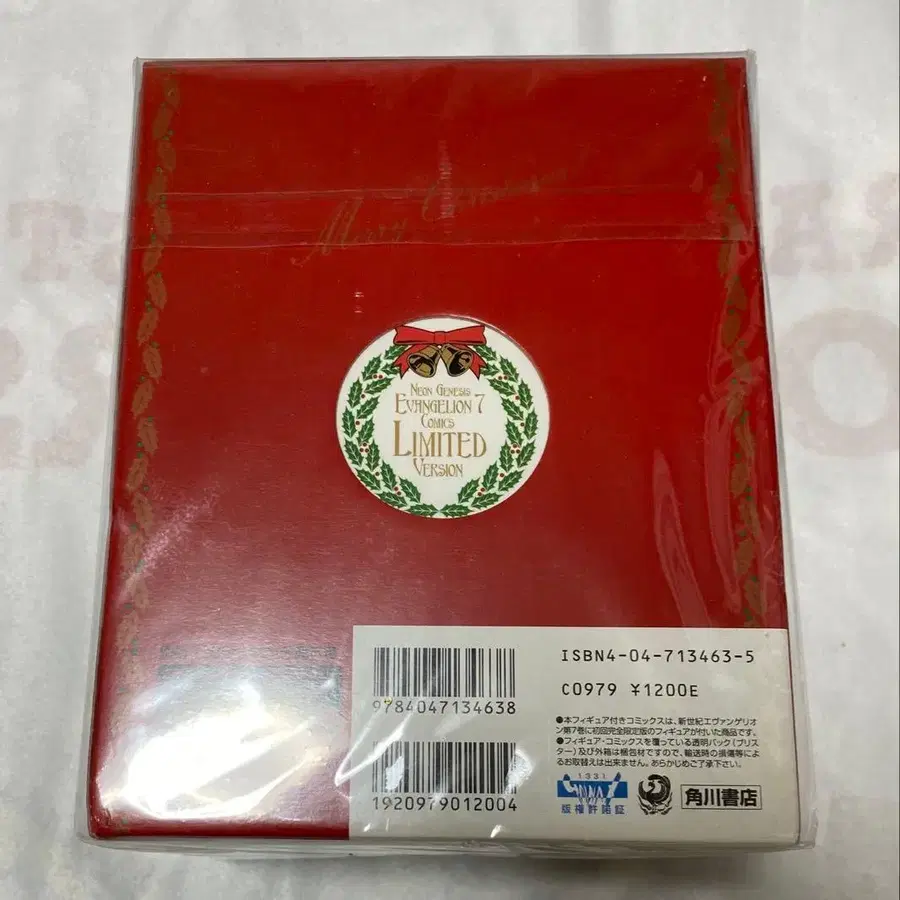 Merry Christmas
NEON GENESIS
EVANGELION 7
COMICS
LIMITED
VERSION
ISBN4-04-713463-5
C0979 ¥1200E
9784047134638
1920979012004
●本フィギュア付きコミックスは、新世紀エヴァンゲリオ
ン第7巻に初回完全限定版のフィギュアが付いた商品です。
●フィギュア・コミックスを覆っている透明パック(ブリス
ター)及び外箱は梱包材ですので、輸送時の損傷等によ
るお取替えは出来ません。あらかじめご了承下さい。
1331
GAINAX
版権許諾証
角川書店